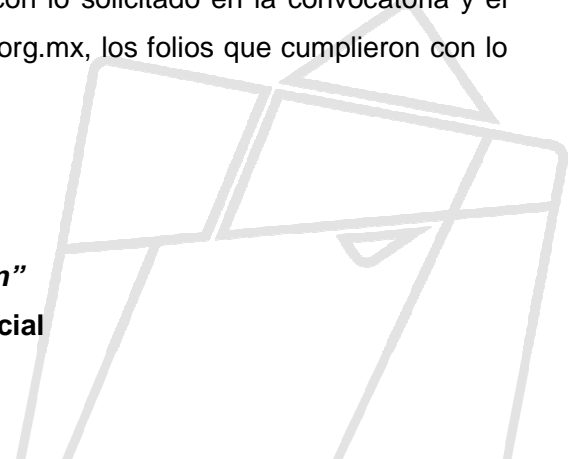 con lo solicitado en la convocatoria y el
org.mx, los folios que cumplieron con lo
n”
cial